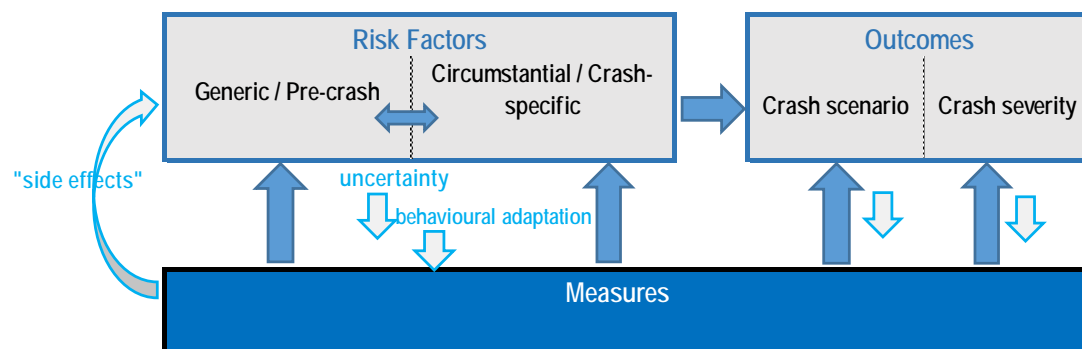 Risk Factors
Generic / Pre-crash
Circumstantial / Crash-
specific
Outcomes
Crash scenario
Crash severity
"side effects"
uncertainty
behavioural adaptation
Measures